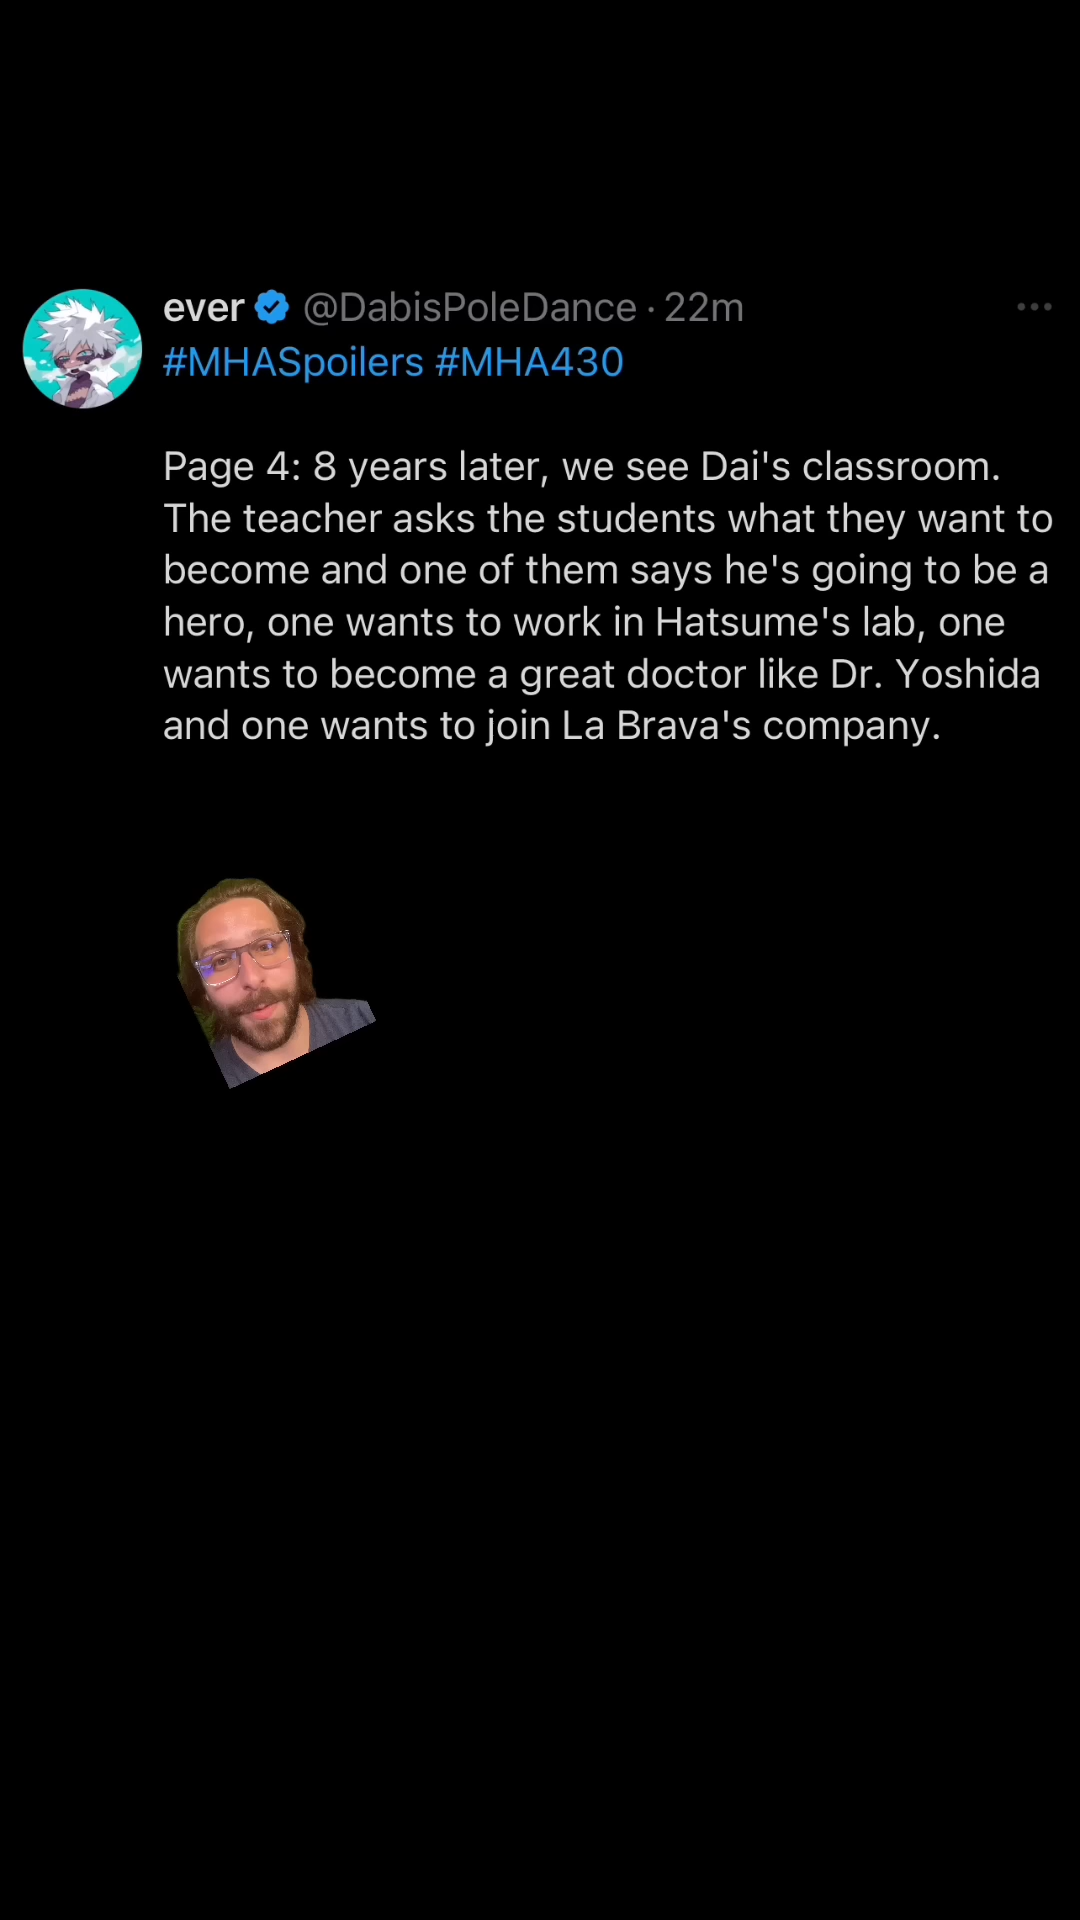 ever @DabisPoleDance · 22m
#MHASpoilers #MHA430
Page 4: 8 years later, we see Dai's classroom.
The teacher asks the students what they want to
become and one of them says he's going to be a
hero, one wants to work in Hatsume's lab, one
wants to become a great doctor like Dr. Yoshida
and one wants to join La Brava's company.